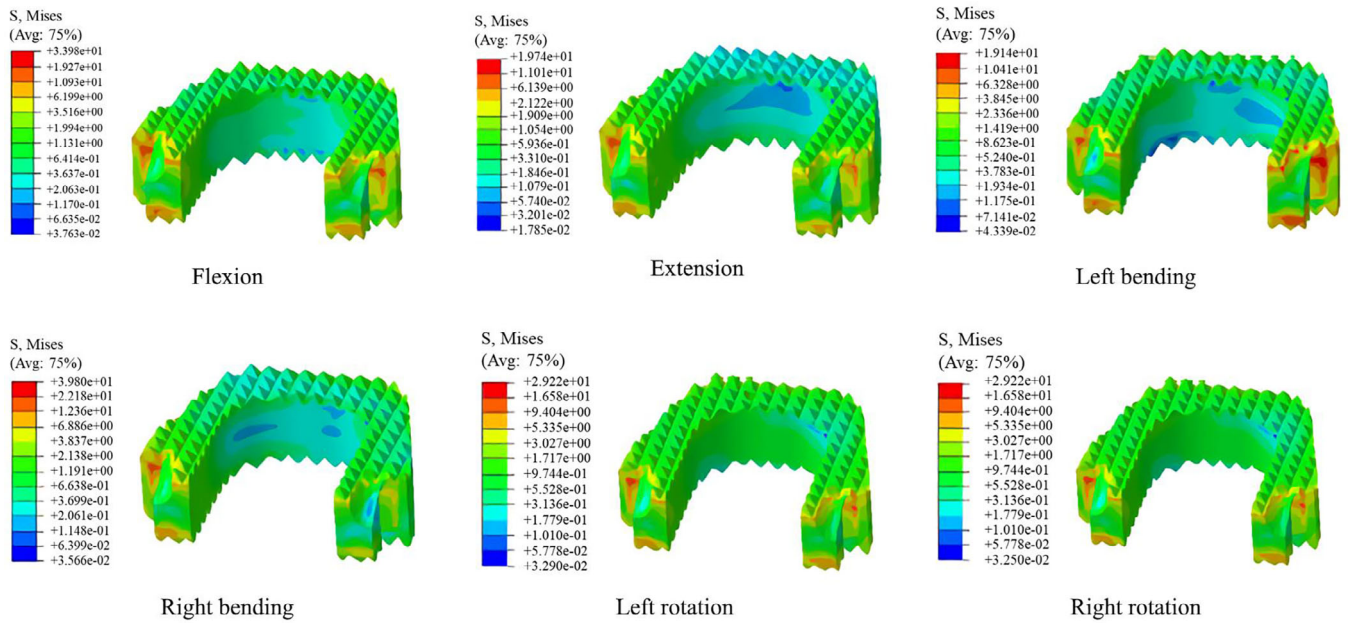 S, Mises
(Avg: 75%)
+3.398e+01
+1.927e+01
+1.093e+01
+6.199e+00
+3.516e+00
+1.994e+00
+1.131e+00
+6.414e-01
+3.637e-01
+2.063e-01
+1.170e-01
+6.635e-02
+3.763e-02
Flexion
S, Mises
(Avg: 75%)
+1.974e+01
+1.101e+01
+6.139e+00
+2.122e+00
+1.909e+00
+1.054e+00
+5.936e-01
+3.310e-01
+1.846e-01
+1.079e-01
+5.740e-02
+3.201e-02
+1.785e-02
Extension
S, Mises
(Avg: 75%)
+1.914e+01
+1.041e+01
+6.328e+00
+3.845e+00
+2.336e+00
+1.419e+00
+8.623e-01
+5.240e-01
+3.783e-01
+1.934e-01
+1.175e-01
+7.141e-02
+4.339e-02
Left bending
S, Mises
(Avg: 75%)
+3.980e+01
+2.218e+01
+1.236e+01
+6.886e+00
+3.837e+00
+2.138e+00
+1.191e+00
+6.638e-01
+3.699e-01
+2.061e-01
+1.148e-01
+6.399e-02
+3.566e-02
Right bending
S, Mises
(Avg: 75%)
+2.922e+01
+1.658e+01
+9.404e+00
+5.335e+00
+3.027e+00
+1.717e+00
+9.744e-01
+5.528e-01
+3.136e-01
+1.779e-01
+1.010e-01
+5.778e-02
+3.290e-02
Left rotation
S, Mises
(Avg: 75%)
+2.922e+01
+1.658e+01
+9.404e+00
+5.335e+00
+3.027e+00
+1.717e+00
+9.744e-01
+5.528e-01
+3.136e-01
+1.779e-01
+1.010e-01
+5.778e-02
+3.250e-02
Right rotation